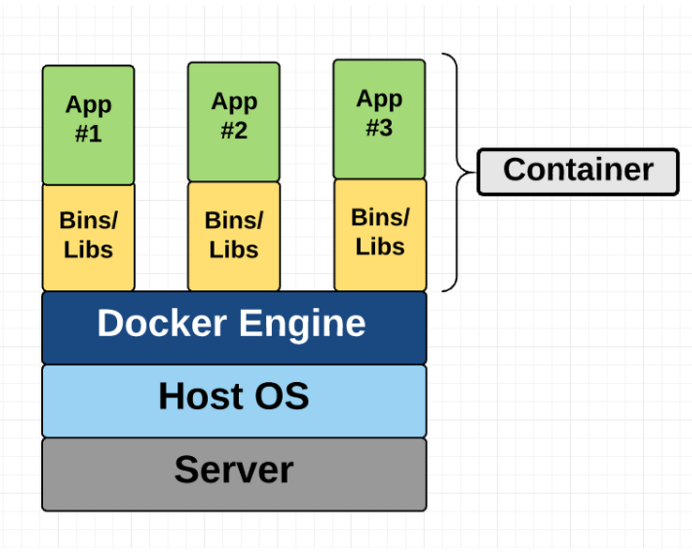 App
#1
App
#2
App
#3
Container
Bins/
Libs
Bins/
Libs
Bins/
Libs
Docker Engine
Host OS
Server